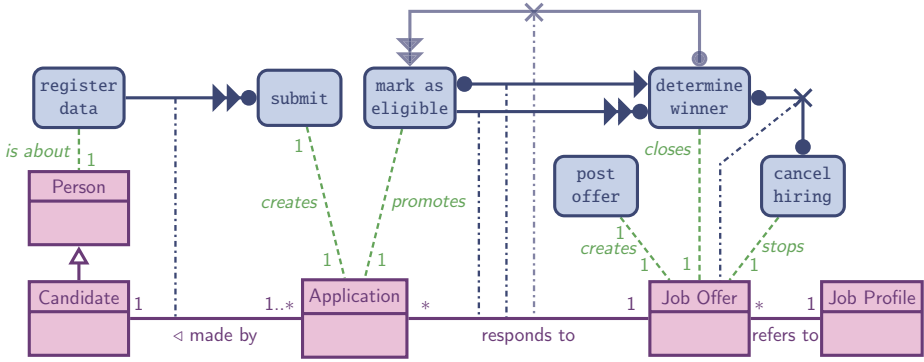 register
data
submit
mark as
eligible
determine
winner
is about
1
1
closes
post
offer
cancel
hiring
Person
creates
promotes
1
creates
stops
1
1
1
1
1
Candidate
1
1..*
Application
*
1
Job Offer
*
1
Job Profile
◁ made by
responds to
refers to